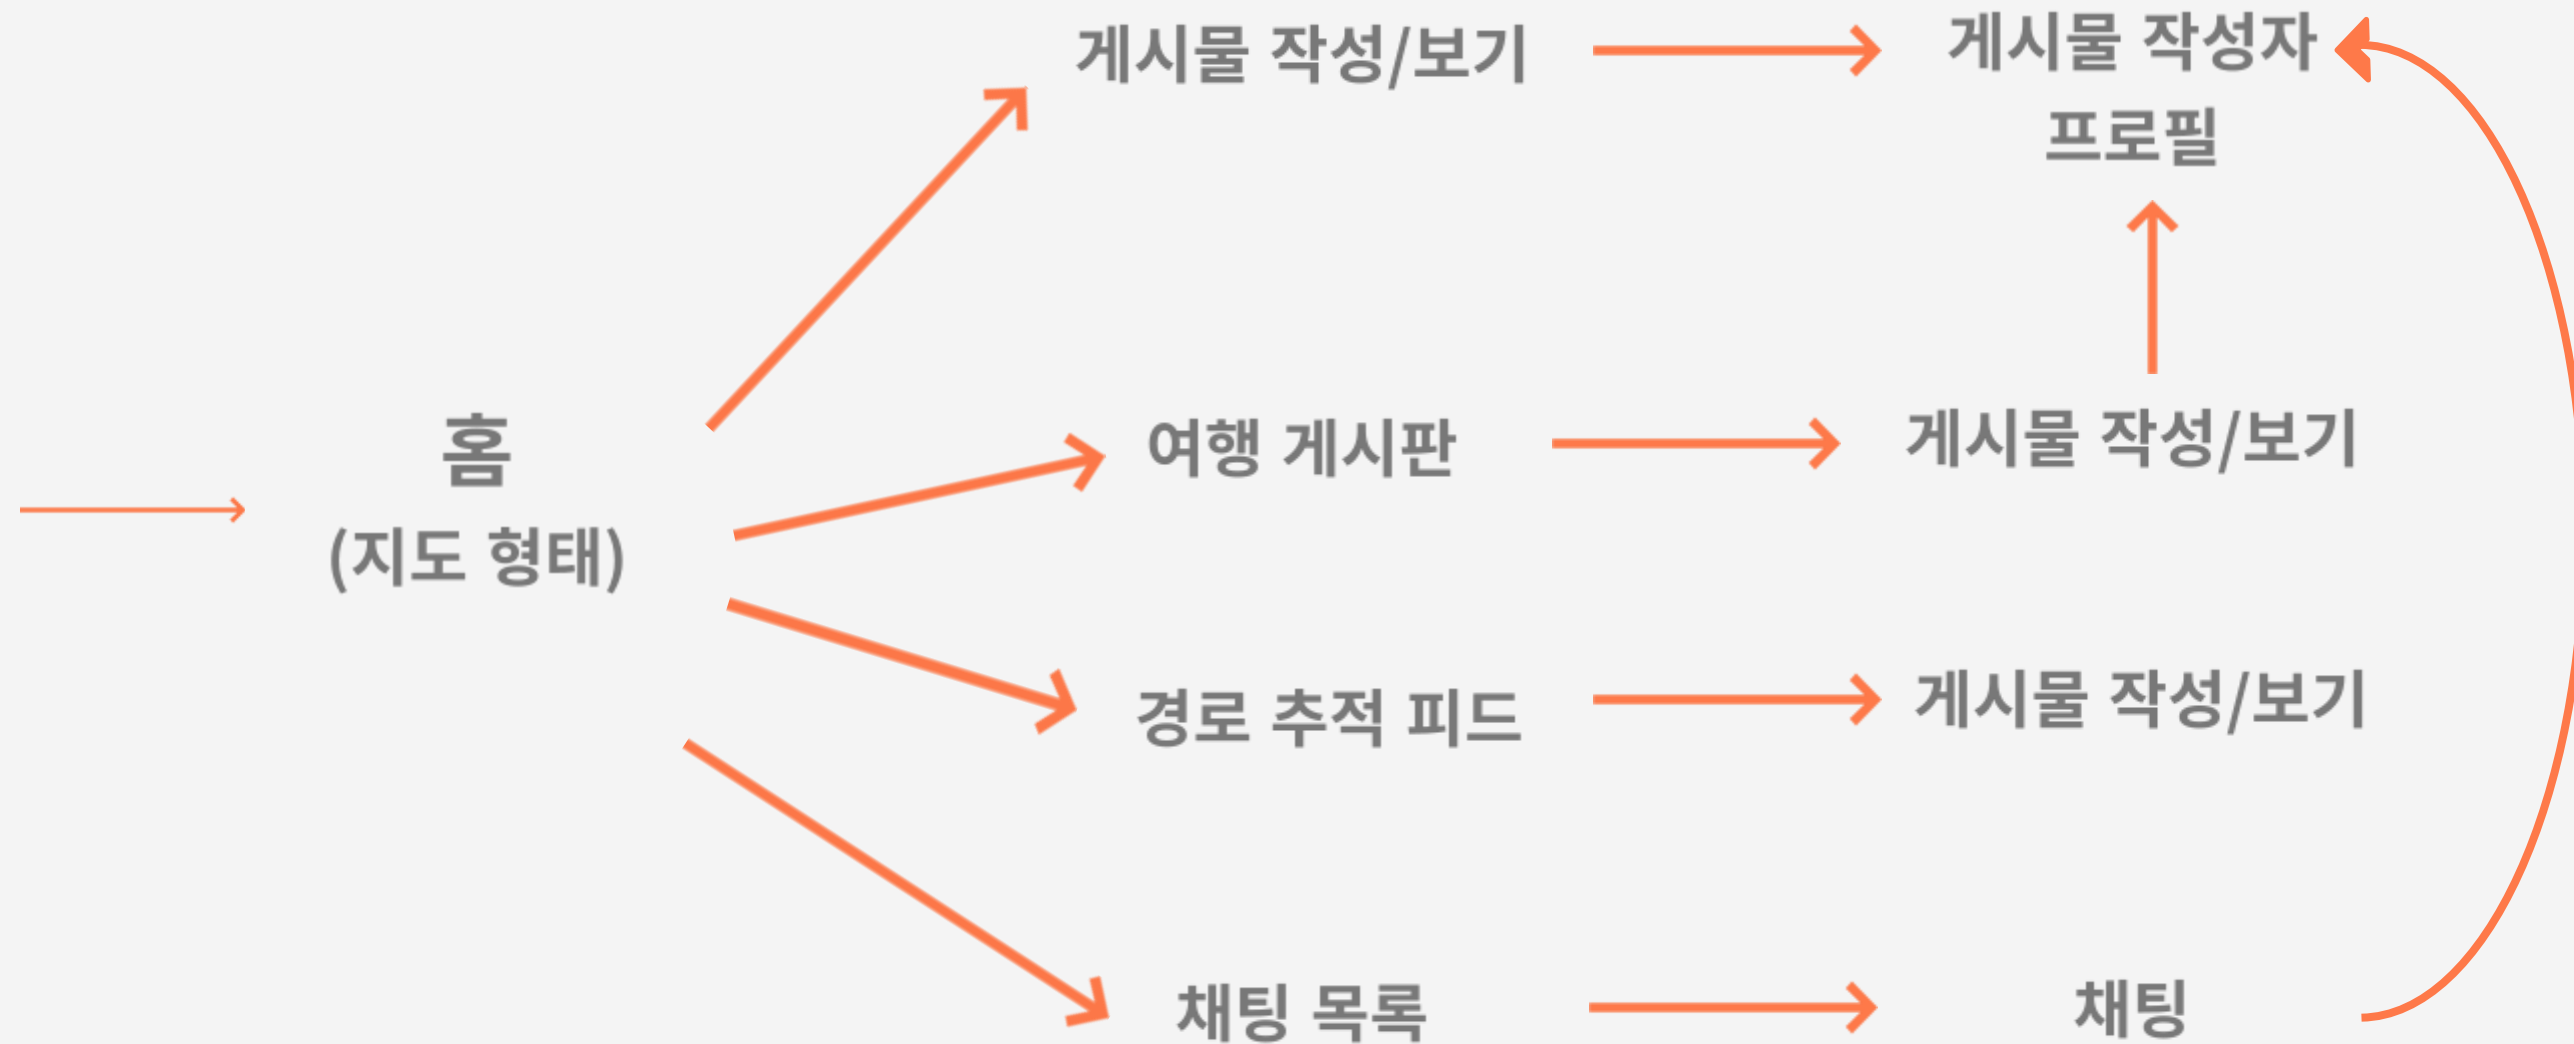 게시물 작성/보기
게시물 작성자
프로필
홈
(지도 형태)
여행 게시판
게시물 작성/보기
경로 추적 피드
게시물 작성/보기
채팅 목록
채팅